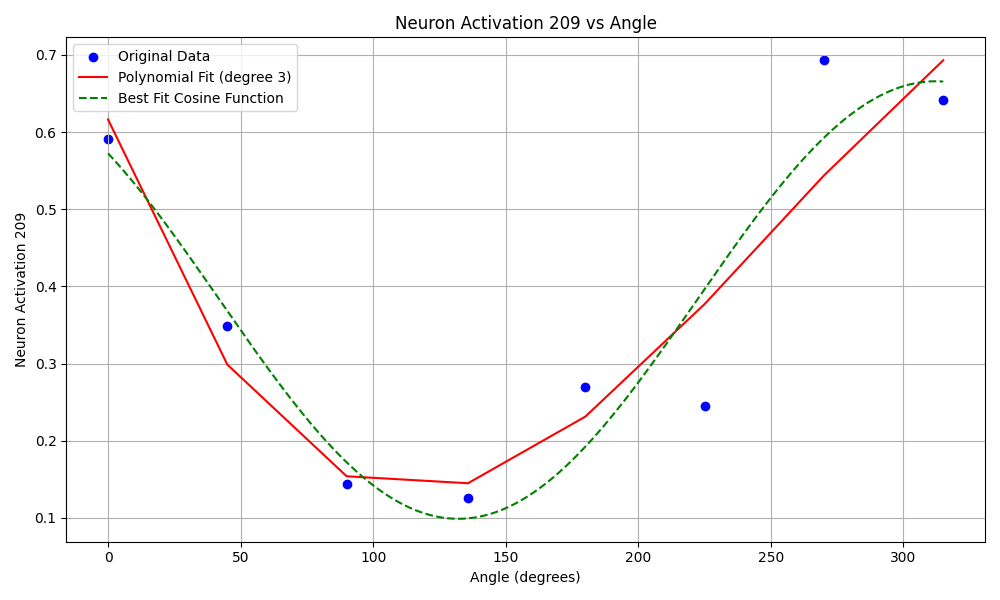 Neuron Activation 209 vs Angle
Original Data
Polynomial Fit (degree 3)
Best Fit Cosine Function
0.7
0.6
0.5
0.4
0.3
0.2
0.1
Neuron Activation 209
0 50 100 150 200 250 300
Angle (degrees)